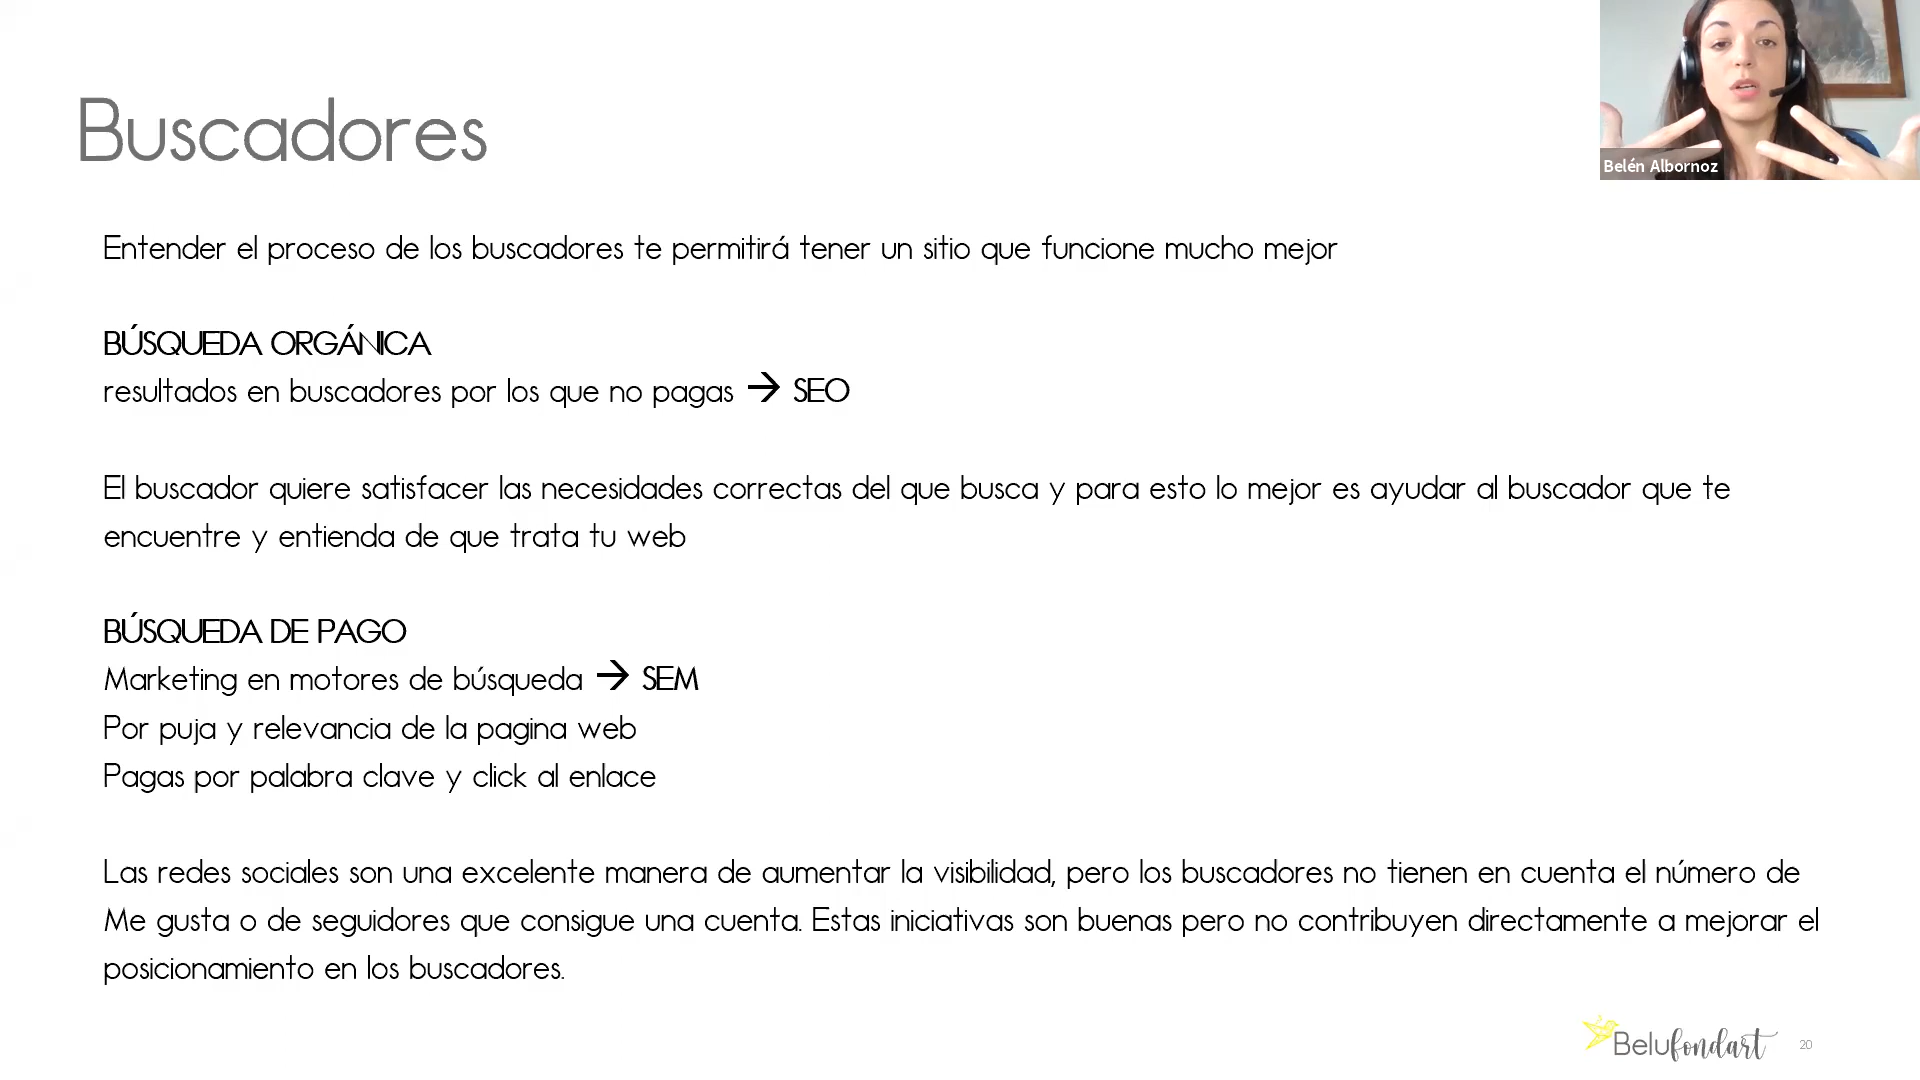 Belén Albornoz
Buscadores
Entender el proceso de los buscadores te permitirá tener un sitio que funcione mucho mejor
BÚSQUEDA ORGÁNICA
resultados en buscadores por los que no pagas → SEO
El buscador quiere satisfacer las necesidades correctas del que busca y para esto lo mejor es ayudar al buscador que te
encuentre y entienda de que trata tu web
BÚSQUEDA DE PAGO
Marketing en motores de búsqueda → SEM
Por puja y relevancia de la pagina web
Pagas por palabra clave y click al enlace
Las redes sociales son una excelente manera de aumentar la visibilidad, pero los buscadores no tienen en cuenta el número de
Me gusta o de seguidores que consigue una cuenta. Estas iniciativas son buenas pero no contribuyen directamente a mejorar el
posicionamiento en los buscadores.
Belufondart
20